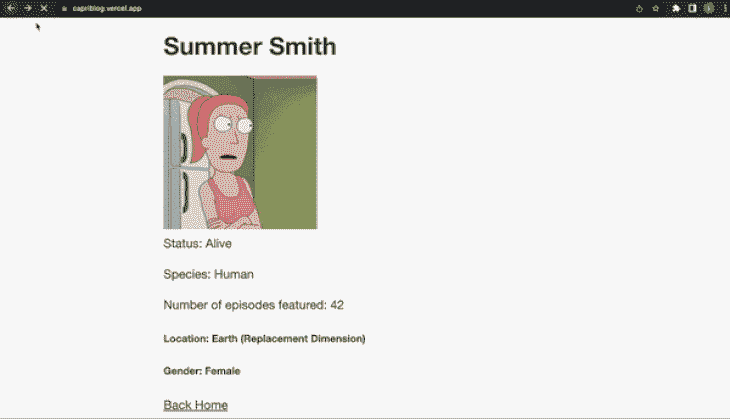 capriblog.vercel.app
Summer Smith
Status: Alive
Species: Human
Number of episodes featured: 42
Location: Earth (Replacement Dimension)
Gender: Female
Back Home